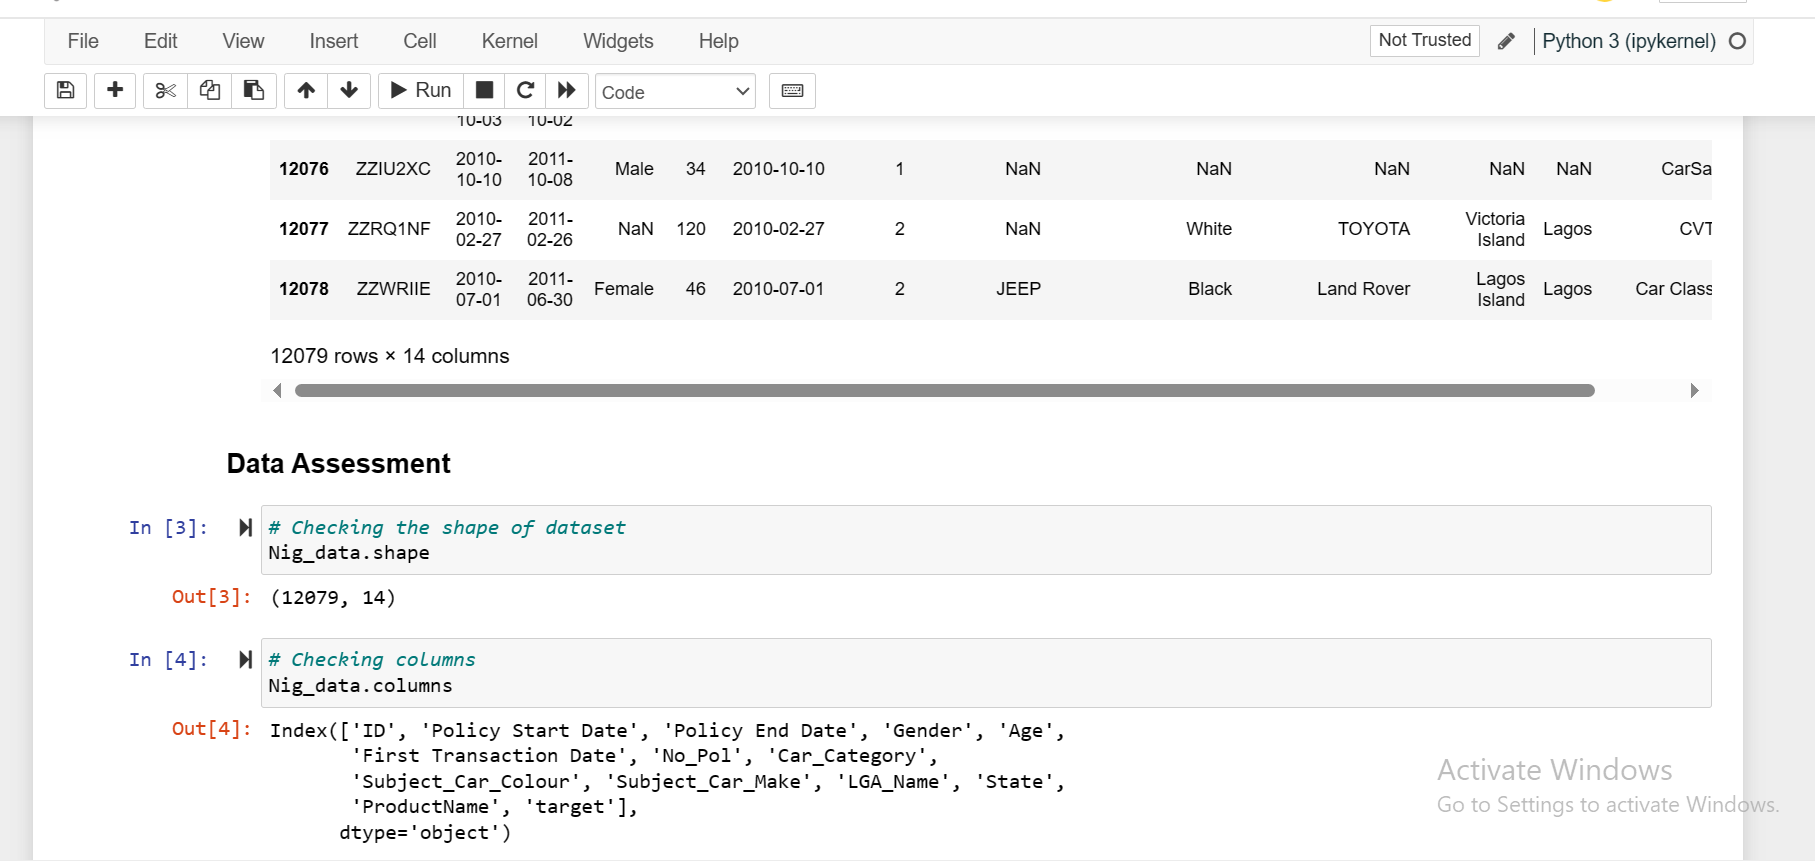 File Edit View Insert Cell Kernel Widgets Help Not Trusted Python 3 (ipykernel)
Run Code
10-03 10-02
12076 ZZIU2XC 2010-10-10 2011-10-08 Male 34 2010-10-10 1 NaN NaN NaN NaN NaN CarSa
12077 ZZRQ1NF 2010-02-27 2011-02-26 NaN 120 2010-02-27 2 NaN White TOYOTA Victoria Island Lagos CVT
12078 ZZWRIIE 2010-07-01 2011-06-30 Female 46 2010-07-01 2 JEEP Black Land Rover Lagos Island Lagos Car Class
12079 rows × 14 columns
Data Assessment
In [3]: # Checking the shape of dataset
Nig_data.shape
Out[3]: (12079, 14)
In [4]: # Checking columns
Nig_data.columns
Out[4]: Index(['ID', 'Policy Start Date', 'Policy End Date', 'Gender', 'Age',
'First Transaction Date', 'No_Pol', 'Car_Category',
'Subject_Car_Colour', 'Subject_Car_Make', 'LGA_Name', 'State',
'ProductName', 'target'],
dtype='object')
Activate Windows
Go to Settings to activate Windows.